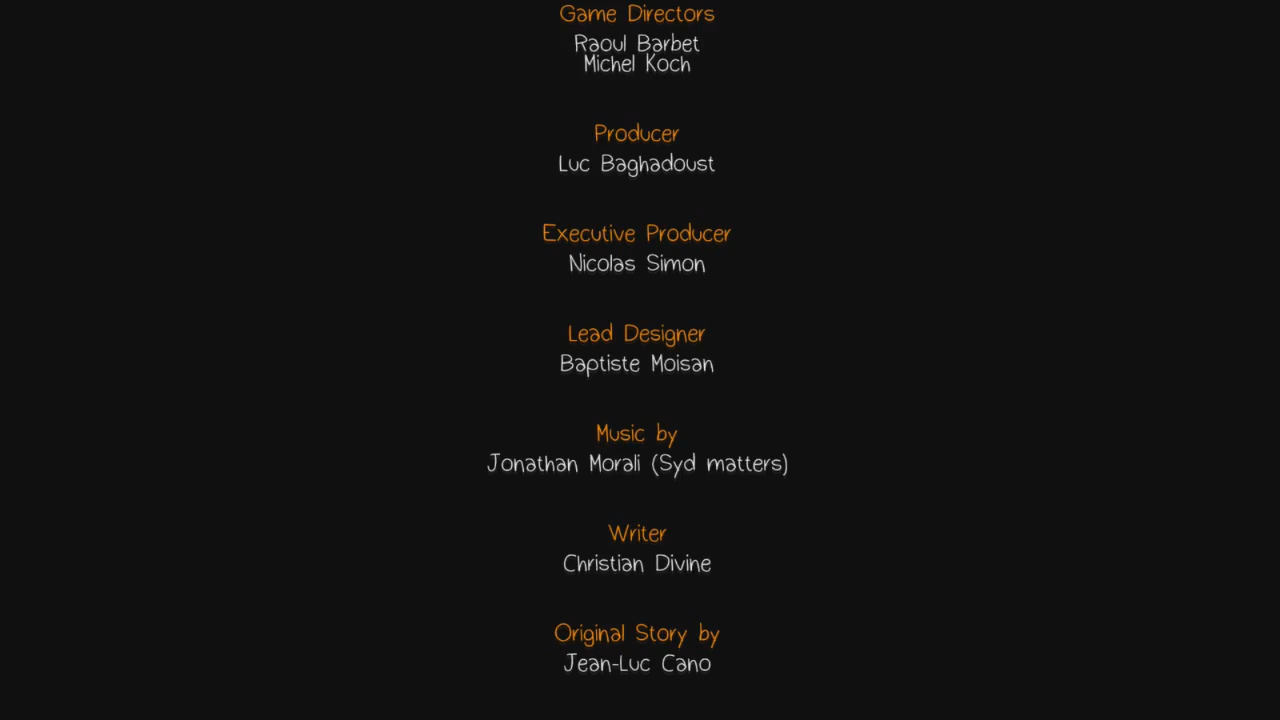 Game Directors
Raoul Barbet
Michel Koch
Producer
Luc Baghadoust
Executive Producer
Nicolas Simon
Lead Designer
Baptiste Moisan
Music by
Jonathan Morali (Syd matters)
Writer
Christian Divine
Original Story by
Jean-Luc Cano